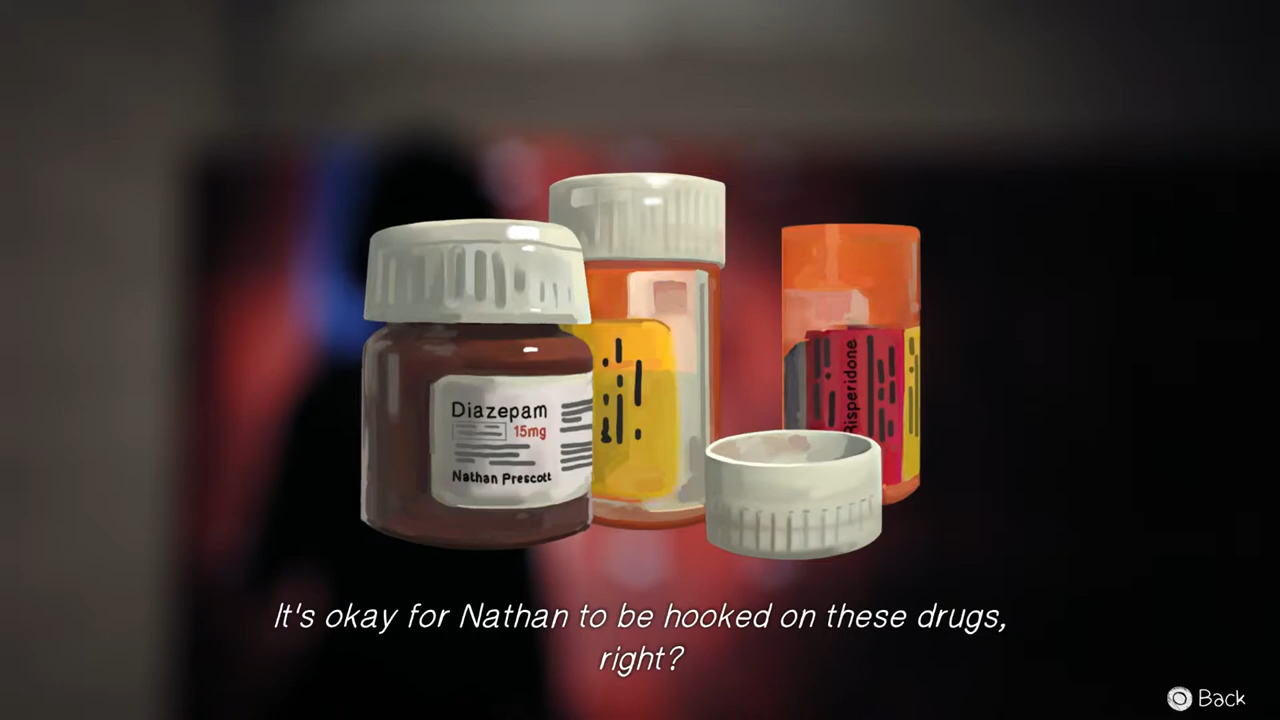 Diazepam
15mg
Nathan Prescott
Risperidone
It's okay for Nathan to be hooked on these drugs,
right?
Back